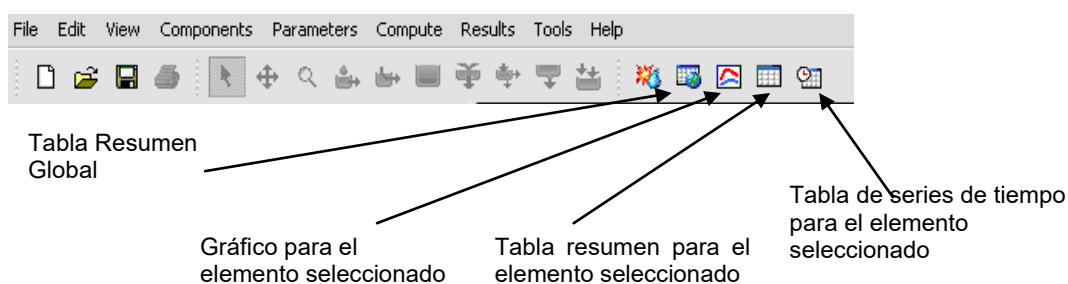 File Edit View Components Parameters Compute Results Tools Help
Tabla Resumen
Global
Gráfico para el
elemento seleccionado
Tabla resumen para el
elemento seleccionado
Tabla de series de tiempo
para el elemento
seleccionado